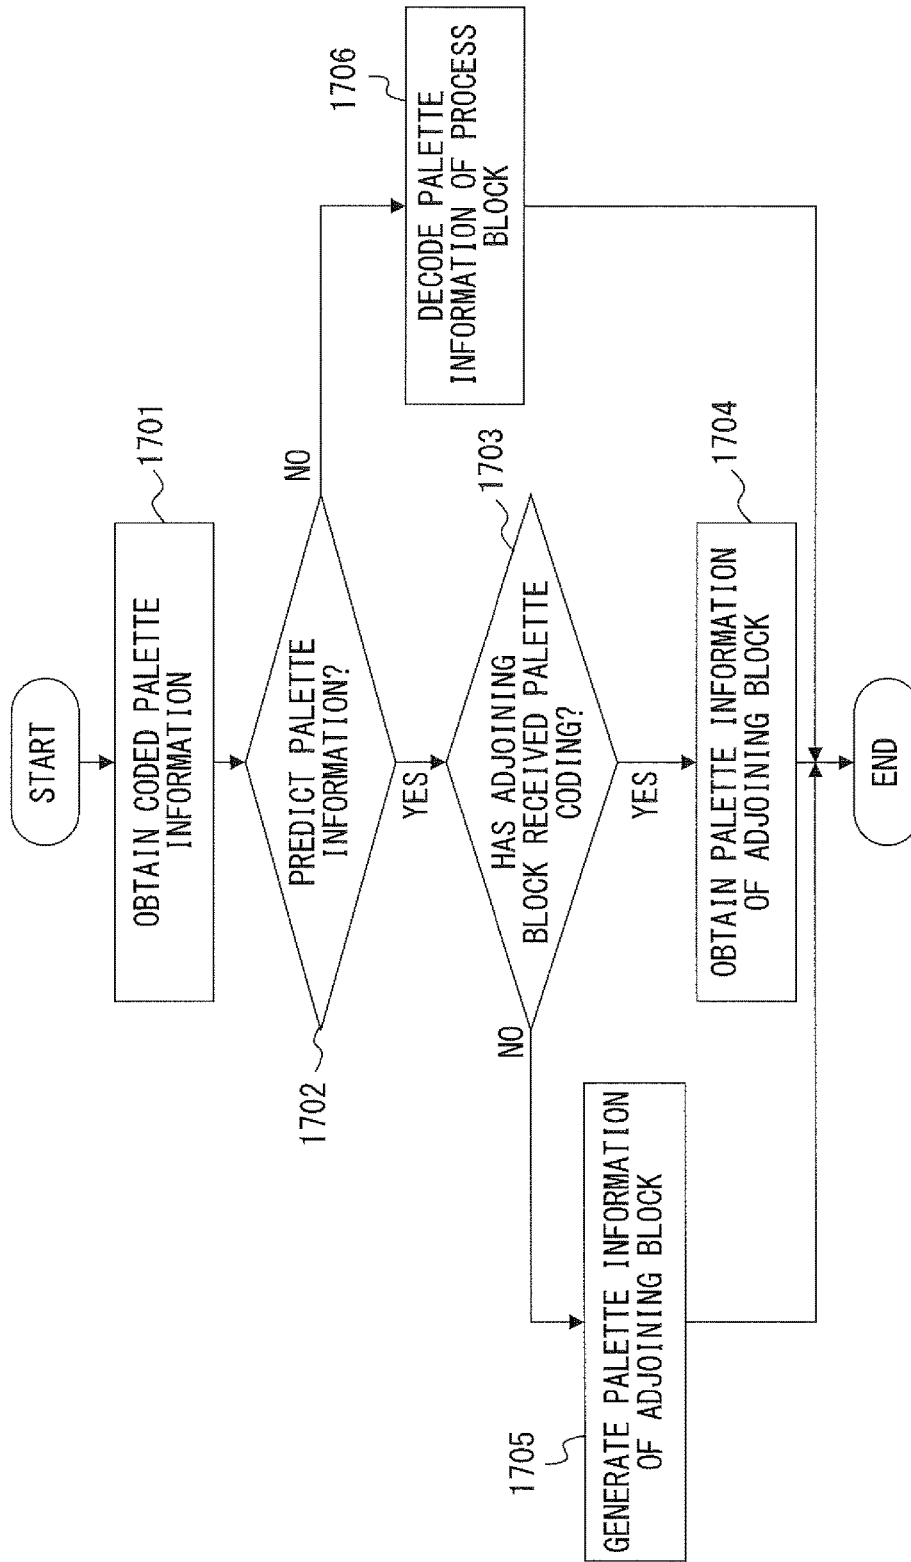 START
OBTAIN CODED PALETTE
INFORMATION
1701
PREDICT PALETTE
INFORMATION?
1702
NO
YES
DECODE PALETTE
INFORMATION OF PROCESS
BLOCK
1706
HAS ADJOINING
BLOCK RECEIVED PALETTE
CODING?
1703
NO
YES
GENERATE PALETTE INFORMATION
OF ADJOINING BLOCK
1705
OBTAIN PALETTE INFORMATION
OF ADJOINING BLOCK
1704
END